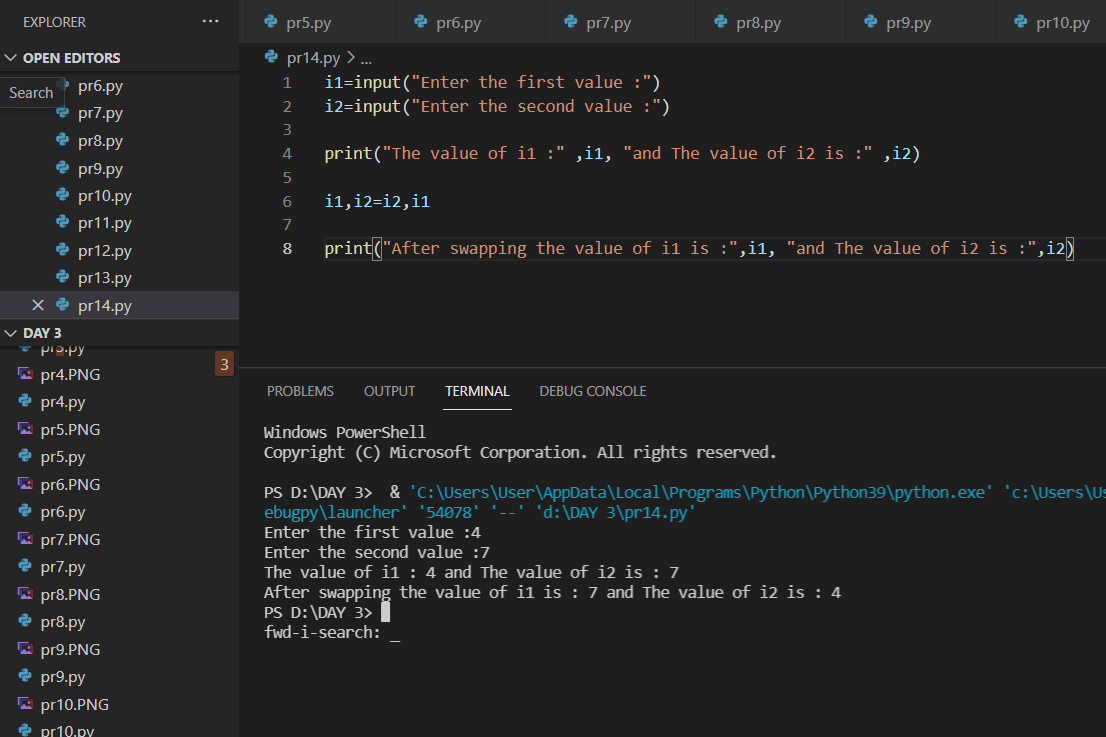 EXPLORER
...
OPEN EDITORS
Search
pr6.py
pr7.py
pr8.py
pr9.py
pr10.py
pr11.py
pr12.py
pr13.py
pr14.py
DAY 3
3
pr3.py
pr4.PNG
pr4.py
pr5.PNG
pr5.py
pr6.PNG
pr6.py
pr7.PNG
pr7.py
pr8.PNG
pr8.py
pr9.PNG
pr9.py
pr10.PNG
pr10.py
pr5.py pr6.py pr7.py pr8.py pr9.py pr10.py
pr14.py > ...
1 i1=input("Enter the first value :")
2 i2=input("Enter the second value :")
3
4 print("The value of i1 :" ,i1, "and The value of i2 is :" ,i2)
5
6 i1,i2=i2,i1
7
8 print("After swapping the value of i1 is :",i1, "and The value of i2 is :",i2)
PROBLEMS OUTPUT TERMINAL DEBUG CONSOLE
Windows PowerShell
Copyright (C) Microsoft Corporation. All rights reserved.
PS D:\DAY 3> & 'C:\Users\User\AppData\Local\Programs\Python\Python39\python.exe' 'c:\Users\Us
ebugpy\launcher' '54078' '--' 'd:\DAY 3\pr14.py'
Enter the first value :4
Enter the second value :7
The value of i1 : 4 and The value of i2 is : 7
After swapping the value of i1 is : 7 and The value of i2 is : 4
PS D:\DAY 3>
fwd-i-search: _